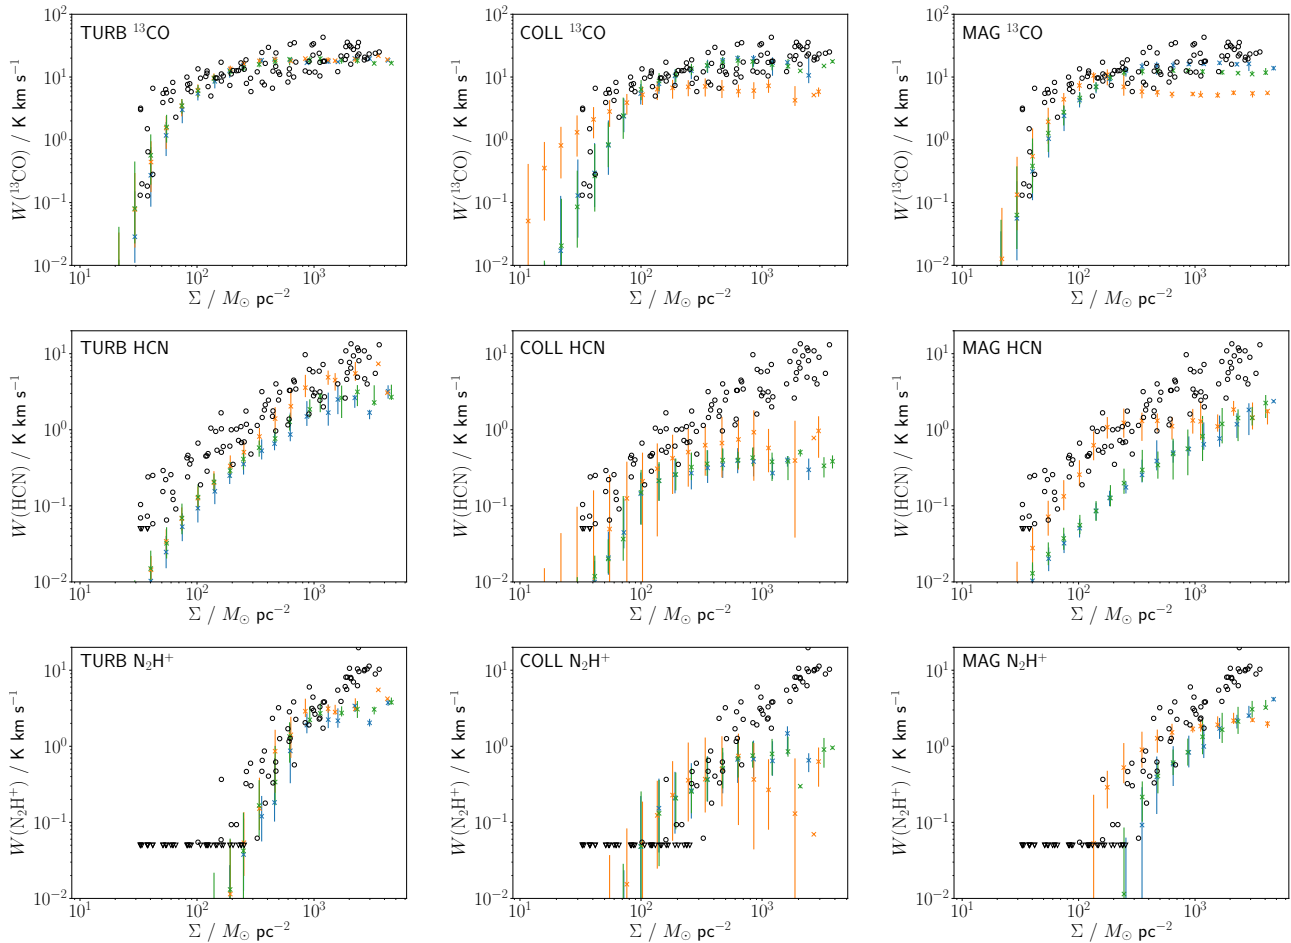 TURB ¹³CO
10²
10¹
10⁰
10⁻¹
10⁻²
W(¹³CO) / K km s⁻¹
10¹ 10² 10³
Σ / M⊙ pc⁻²
COLL ¹³CO
10²
10¹
10⁰
10⁻¹
10⁻²
W(¹³CO) / K km s⁻¹
10¹ 10² 10³
Σ / M⊙ pc⁻²
MAG ¹³CO
10²
10¹
10⁰
10⁻¹
10⁻²
W(¹³CO) / K km s⁻¹
10¹ 10² 10³
Σ / M⊙ pc⁻²
TURB HCN
10¹
10⁰
10⁻¹
10⁻²
W(HCN) / K km s⁻¹
10¹ 10² 10³
Σ / M⊙ pc⁻²
COLL HCN
10¹
10⁰
10⁻¹
10⁻²
W(HCN) / K km s⁻¹
10¹ 10² 10³
Σ / M⊙ pc⁻²
MAG HCN
10¹
10⁰
10⁻¹
10⁻²
W(HCN) / K km s⁻¹
10¹ 10² 10³
Σ / M⊙ pc⁻²
TURB N₂H⁺
10¹
10⁰
10⁻¹
10⁻²
W(N₂H⁺) / K km s⁻¹
10¹ 10² 10³
Σ / M⊙ pc⁻²
COLL N₂H⁺
10¹
10⁰
10⁻¹
10⁻²
W(N₂H⁺) / K km s⁻¹
10¹ 10² 10³
Σ / M⊙ pc⁻²
MAG N₂H⁺
10¹
10⁰
10⁻¹
10⁻²
W(N₂H⁺) / K km s⁻¹
10¹ 10² 10³
Σ / M⊙ pc⁻²